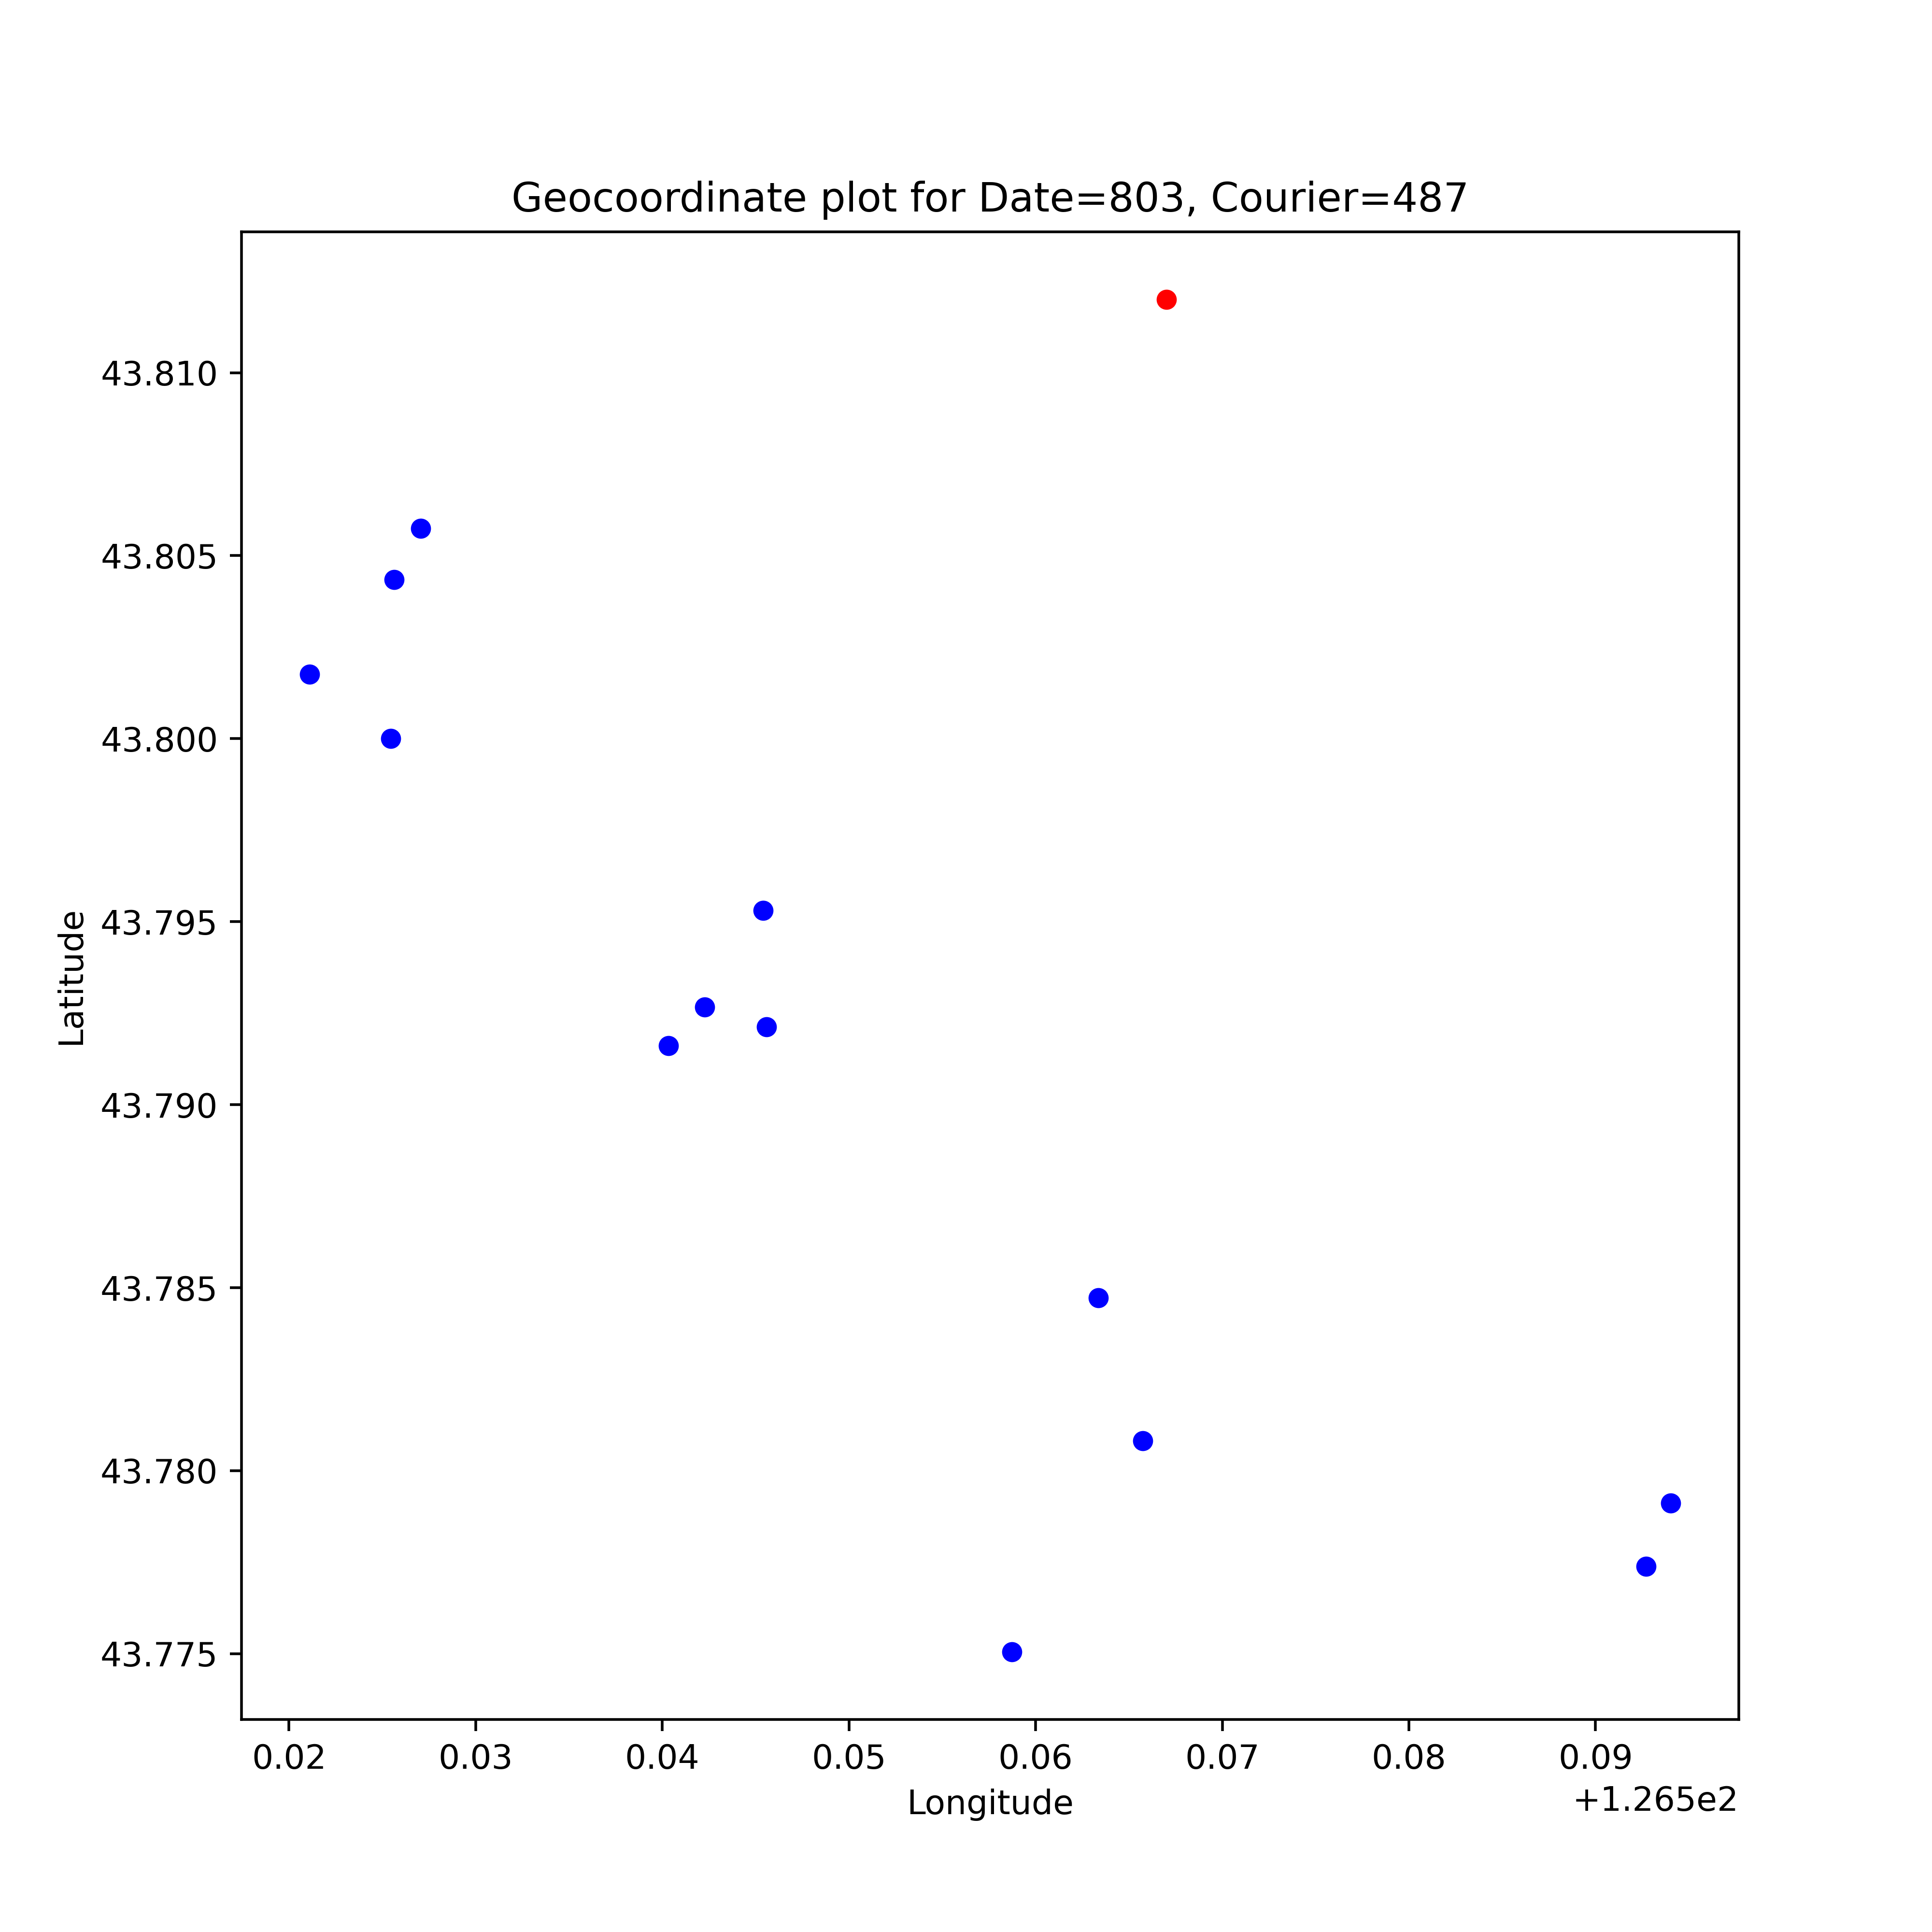 Geocoordinate plot for Date=803, Courier=487
43.810
43.805
43.800
43.795
43.790
43.785
43.780
43.775
Latitude
0.02 0.03 0.04 0.05 0.06 0.07 0.08 0.09
+1.265e2
Longitude